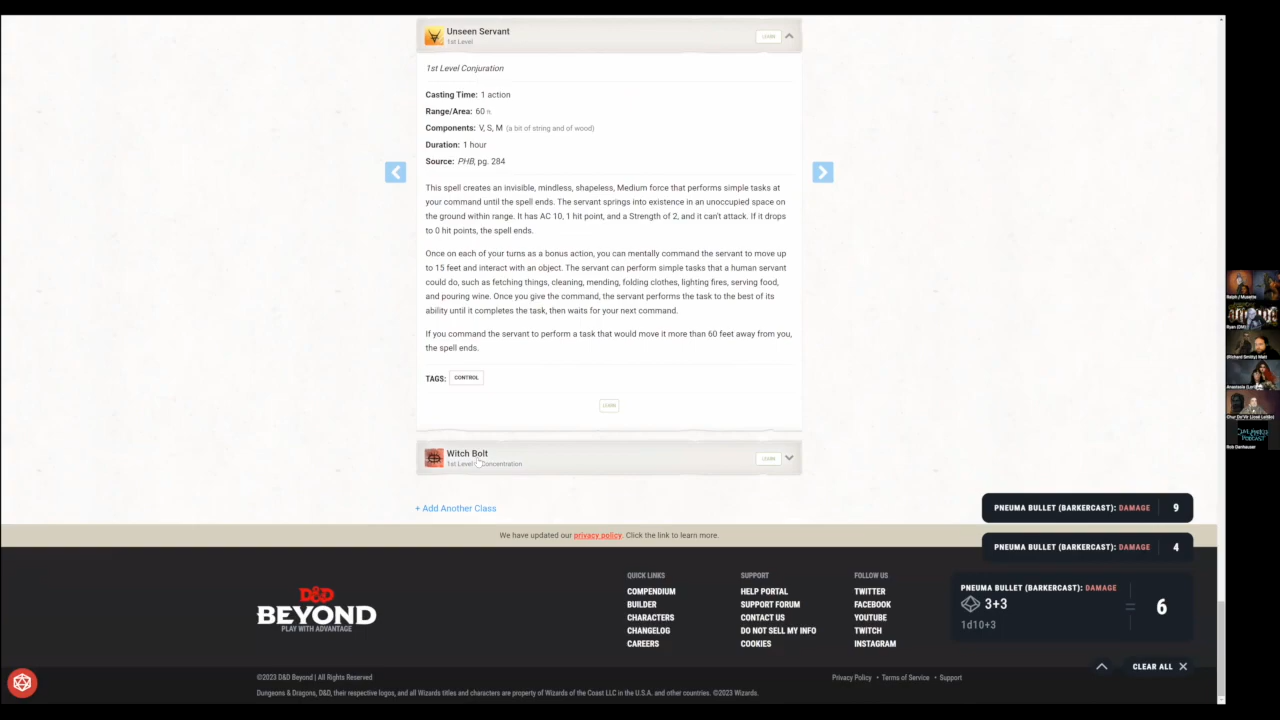 Unseen Servant
1st Level
LEARN
1st Level Conjuration
Casting Time: 1 action
Range/Area: 60 ft.
Components: V, S, M (a bit of string and of wood)
Duration: 1 hour
Source: PHB, pg. 284
This spell creates an invisible, mindless, shapeless, Medium force that performs simple tasks at
your command until the spell ends. The servant springs into existence in an unoccupied space on
the ground within range. It has AC 10, 1 hit point, and a Strength of 2, and it can't attack. If it drops
to 0 hit points, the spell ends.
Once on each of your turns as a bonus action, you can mentally command the servant to move up
to 15 feet and interact with an object. The servant can perform simple tasks that a human servant
could do, such as fetching things, cleaning, mending, folding clothes, lighting fires, serving food,
and pouring wine. Once you give the command, the servant performs the task to the best of its
ability until it completes the task, then waits for your next command.
If you command the servant to perform a task that would move it more than 60 feet away from you,
the spell ends.
TAGS: CONTROL
LEARN
Witch Bolt
1st Level Concentration
LEARN
+ Add Another Class
We have updated our privacy policy. Click the link to learn more.
D&D
BEYOND
PLAY WITH ADVANTAGE
QUICK LINKS
COMPENDIUM
BUILDER
CHARACTERS
CHANGELOG
CAREERS
SUPPORT
HELP PORTAL
SUPPORT FORUM
CONTACT US
DO NOT SELL MY INFO
COOKIES
FOLLOW US
TWITTER
FACEBOOK
YOUTUBE
TWITCH
INSTAGRAM
PNEUMA BULLET (BARKERCAST): DAMAGE 9
PNEUMA BULLET (BARKERCAST): DAMAGE 4
PNEUMA BULLET (BARKERCAST): DAMAGE
3+3 = 6
1d10+3
CLEAR ALL X
©2023 D&D Beyond | All Rights Reserved
Privacy Policy • Terms of Service • Support
Dungeons & Dragons, D&D, their respective logos, and all Wizards titles and characters are property of Wizards of the Coast LLC in the U.S.A. and other countries. ©2023 Wizards.
Ralph / Musette
Ryan (DM)
(Richard Smitty) Matt
Rob Danhauser